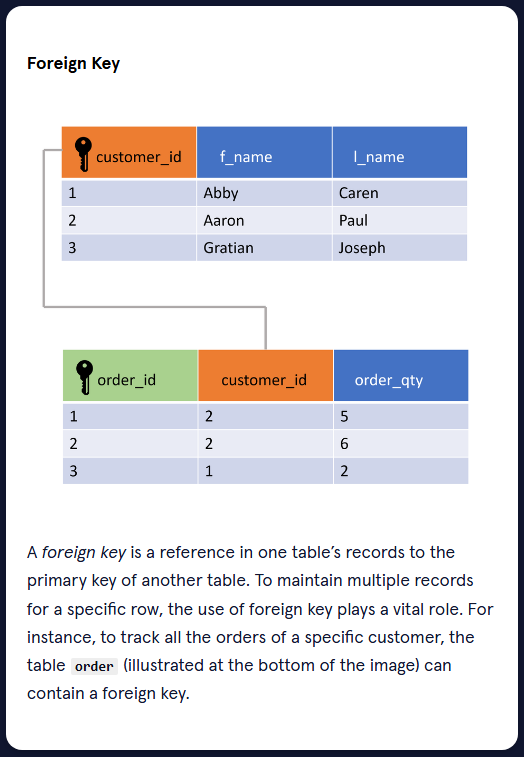 Foreign Key
customer_id f_name l_name
1 Abby Caren
2 Aaron Paul
3 Gratian Joseph
order_id customer_id order_qty
1 2 5
2 2 6
3 1 2
A foreign key is a reference in one table’s records to the
primary key of another table. To maintain multiple records
for a specific row, the use of foreign key plays a vital role. For
instance, to track all the orders of a specific customer, the
table order (illustrated at the bottom of the image) can
contain a foreign key.